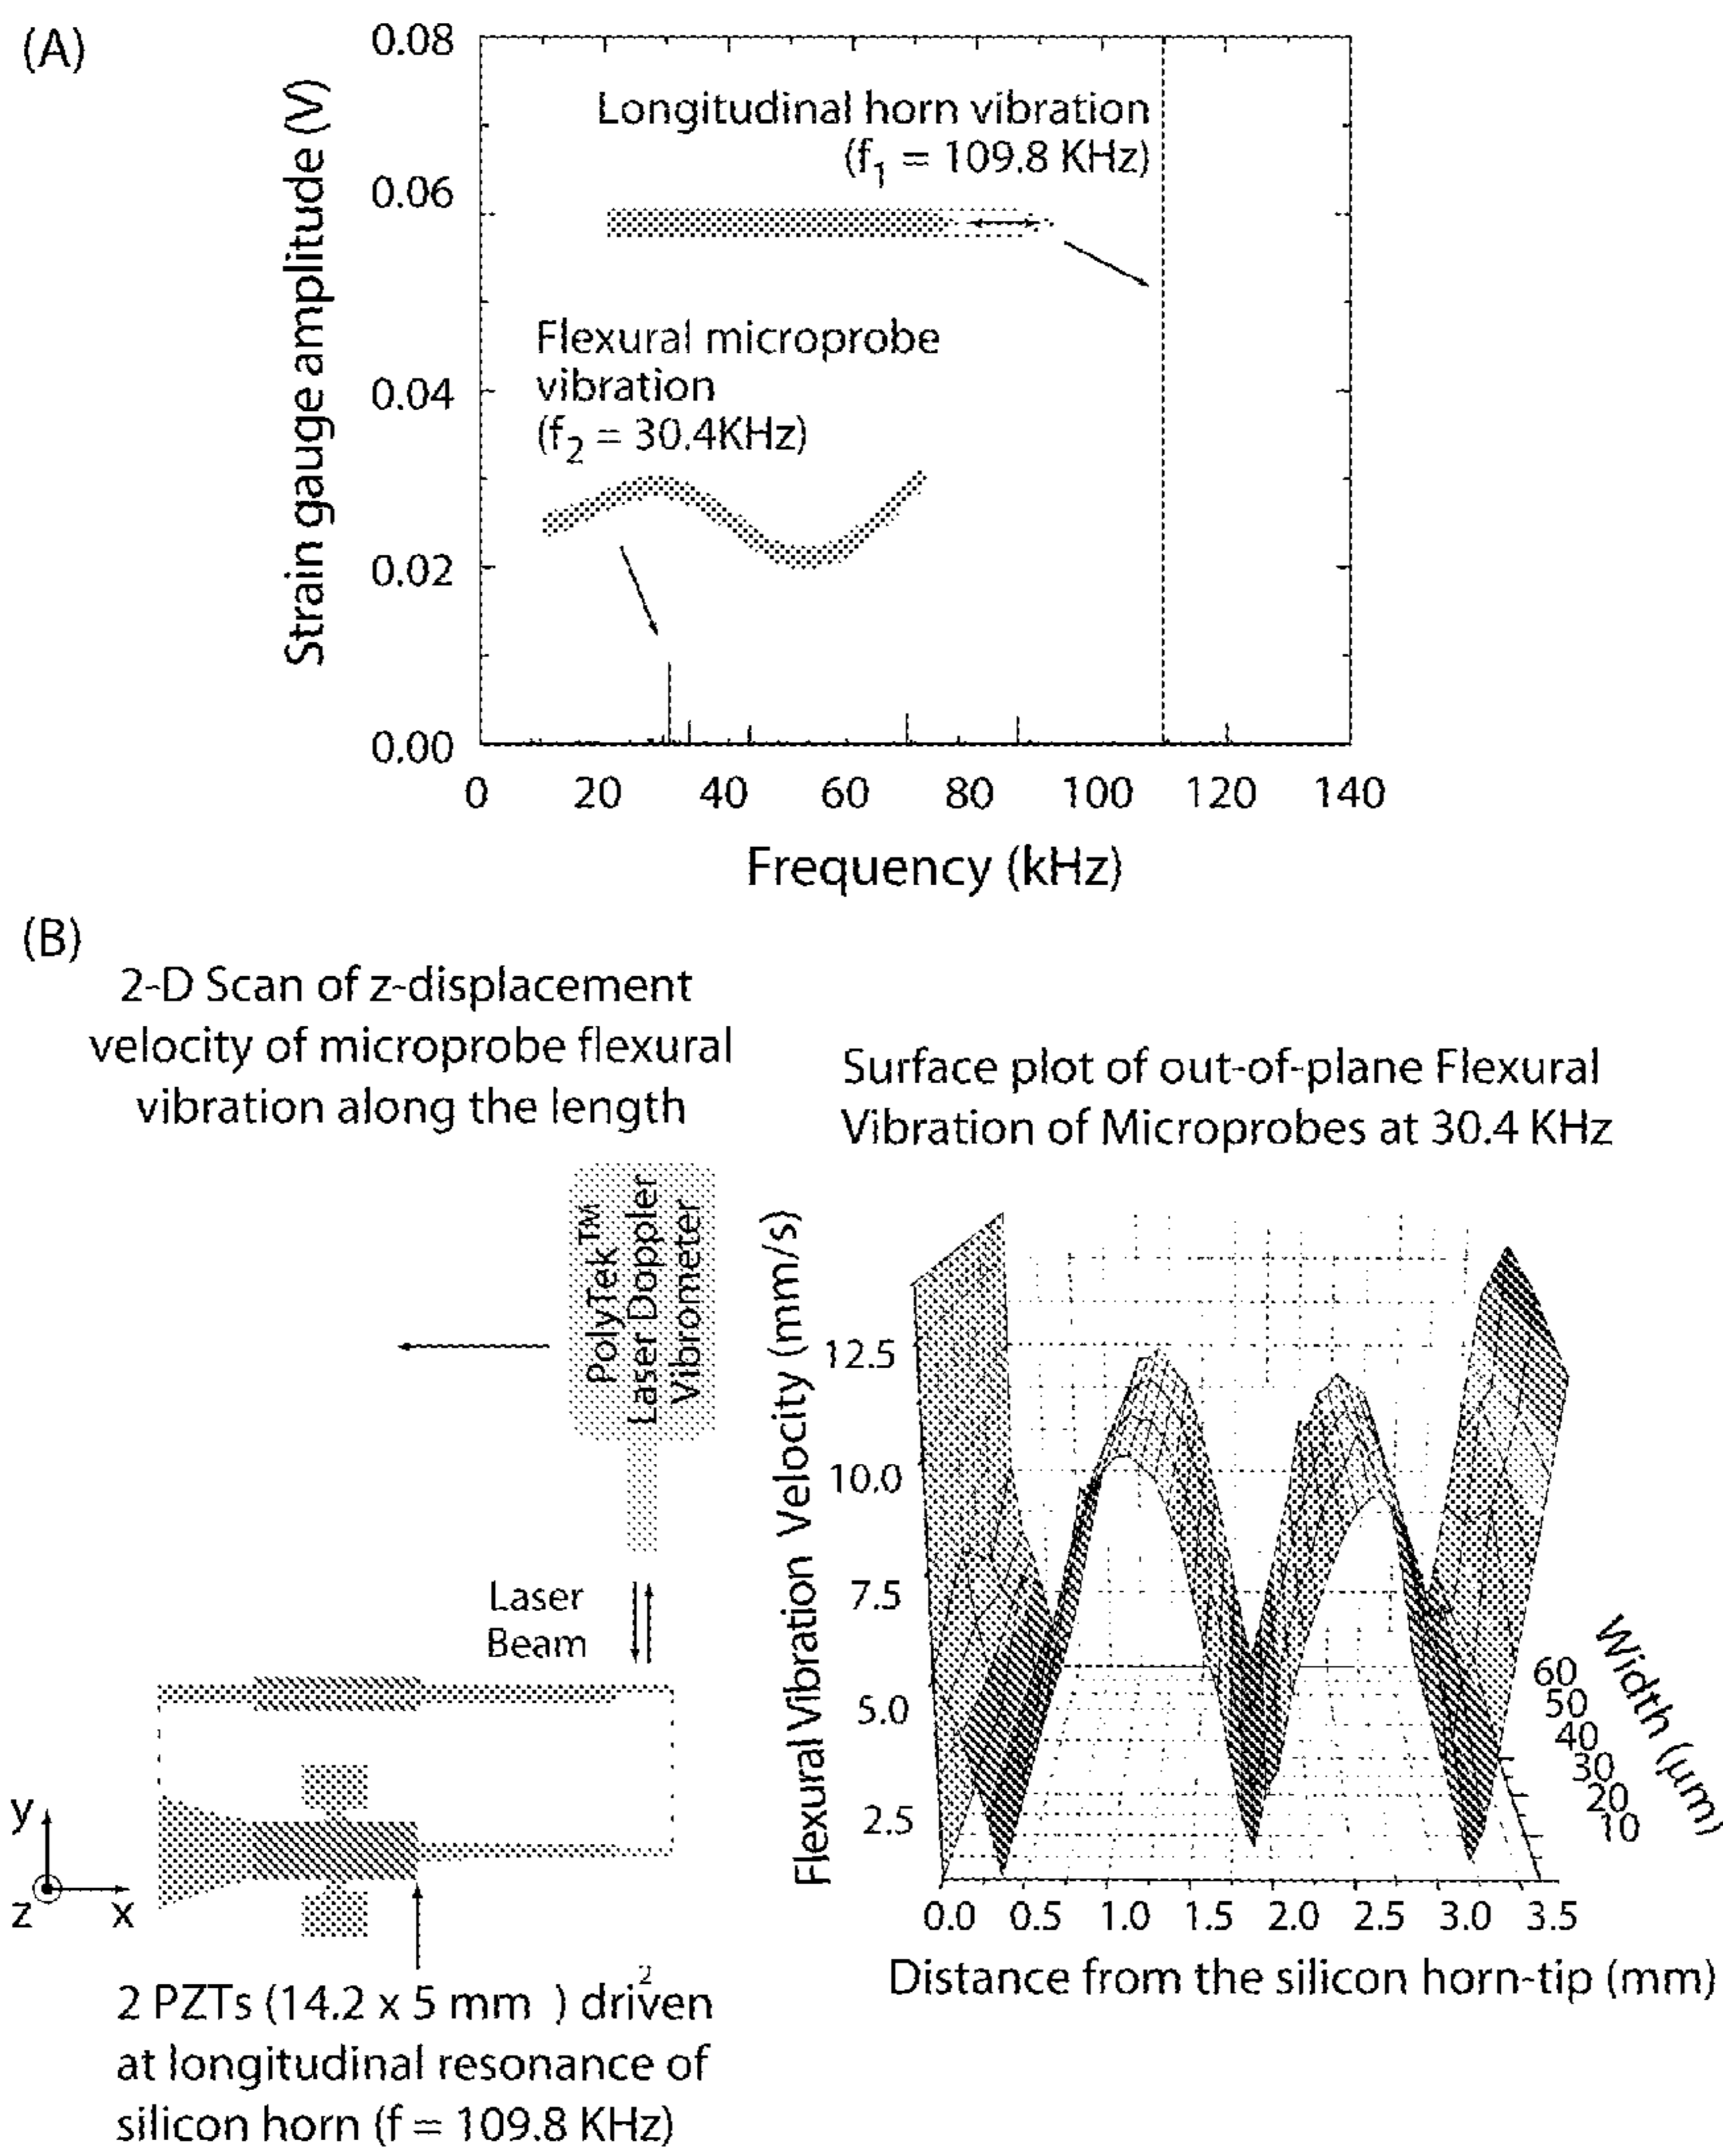 (A)
0.08
0.06
0.04
0.02
0.00
Strain gauge amplitude (V)
Longitudinal horn vibration
(f1 = 109.8 KHz)
Flexural microprobe
vibration
(f2 = 30.4KHz)
0 20 40 60 80 100 120 140
Frequency (kHz)
(B)
2-D Scan of z-displacement
velocity of microprobe flexural
vibration along the length
PolyTek™
Laser Doppler
Vibrometer
Laser
Beam
y
z
x
2 PZTs (14.2 x 5 mm 2) driven
at longitudinal resonance of
silicon horn (f = 109.8 KHz)
Surface plot of out-of-plane Flexural
Vibration of Microprobes at 30.4 KHz
Flexural Vibration Velocity (mm/s)
12.5
10.0
7.5
5.0
2.5
60
50
40
30
20
10
Width (μm)
0.0 0.5 1.0 1.5 2.0 2.5 3.0 3.5
Distance from the silicon horn-tip (mm)